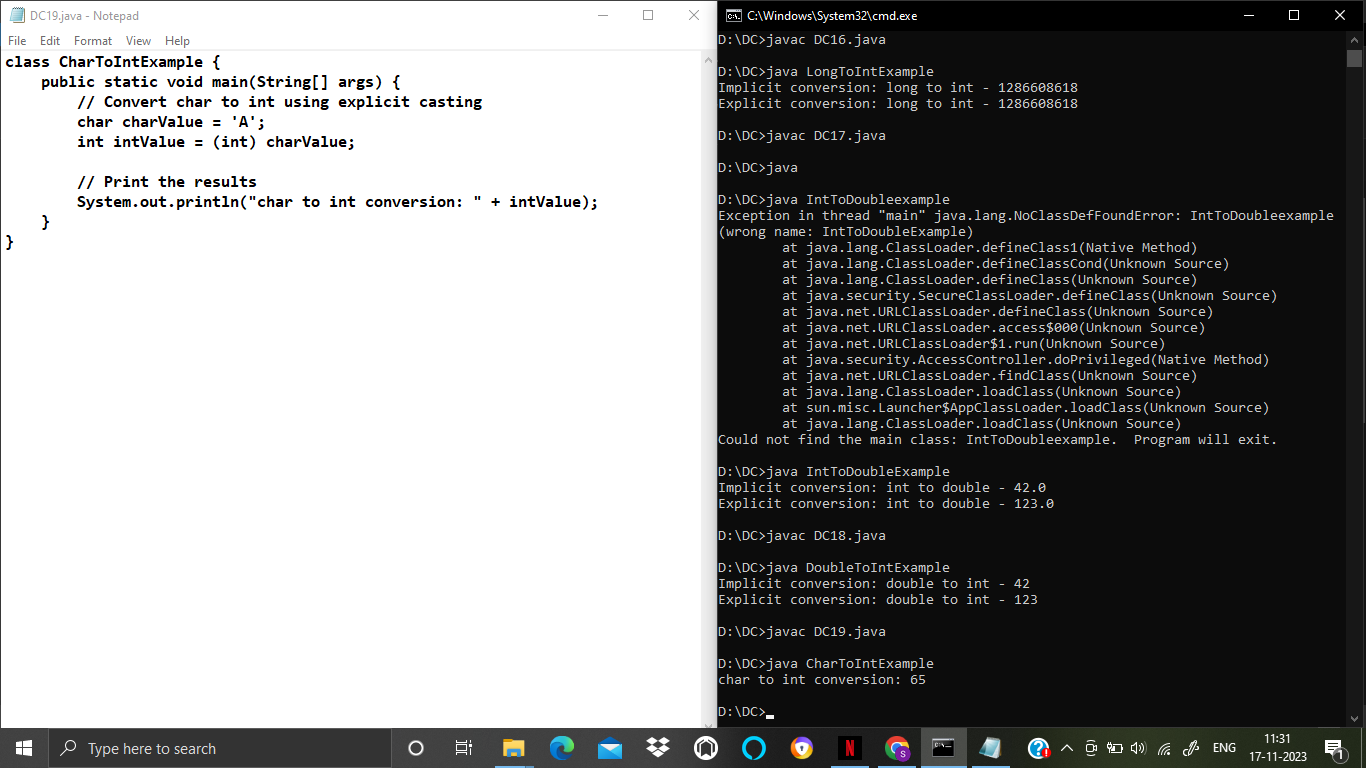 DC19.java - Notepad
File Edit Format View Help
class CharToIntExample {
    public static void main(String[] args) {
        // Convert char to int using explicit casting
        char charValue = 'A';
        int intValue = (int) charValue;
        // Print the results
        System.out.println("char to int conversion: " + intValue);
    }
}
C:\Windows\System32\cmd.exe
D:\DC>javac DC16.java
D:\DC>java LongToIntExample
Implicit conversion: long to int - 1286608618
Explicit conversion: long to int - 1286608618
D:\DC>javac DC17.java
D:\DC>java
D:\DC>java IntToDoubleexample
Exception in thread "main" java.lang.NoClassDefFoundError: IntToDoubleexample
(wrong name: IntToDoubleExample)
        at java.lang.ClassLoader.defineClass1(Native Method)
        at java.lang.ClassLoader.defineClassCond(Unknown Source)
        at java.lang.ClassLoader.defineClass(Unknown Source)
        at java.security.SecureClassLoader.defineClass(Unknown Source)
        at java.net.URLClassLoader.defineClass(Unknown Source)
        at java.net.URLClassLoader.access$000(Unknown Source)
        at java.net.URLClassLoader$1.run(Unknown Source)
        at java.security.AccessController.doPrivileged(Native Method)
        at java.net.URLClassLoader.findClass(Unknown Source)
        at java.lang.ClassLoader.loadClass(Unknown Source)
        at sun.misc.Launcher$AppClassLoader.loadClass(Unknown Source)
        at java.lang.ClassLoader.loadClass(Unknown Source)
Could not find the main class: IntToDoubleexample.  Program will exit.
D:\DC>java IntToDoubleExample
Implicit conversion: int to double - 42.0
Explicit conversion: int to double - 123.0
D:\DC>javac DC18.java
D:\DC>java DoubleToIntExample
Implicit conversion: double to int - 42
Explicit conversion: double to int - 123
D:\DC>javac DC19.java
D:\DC>java CharToIntExample
char to int conversion: 65
D:\DC>
Type here to search
ENG
11:31
17-11-2023
1